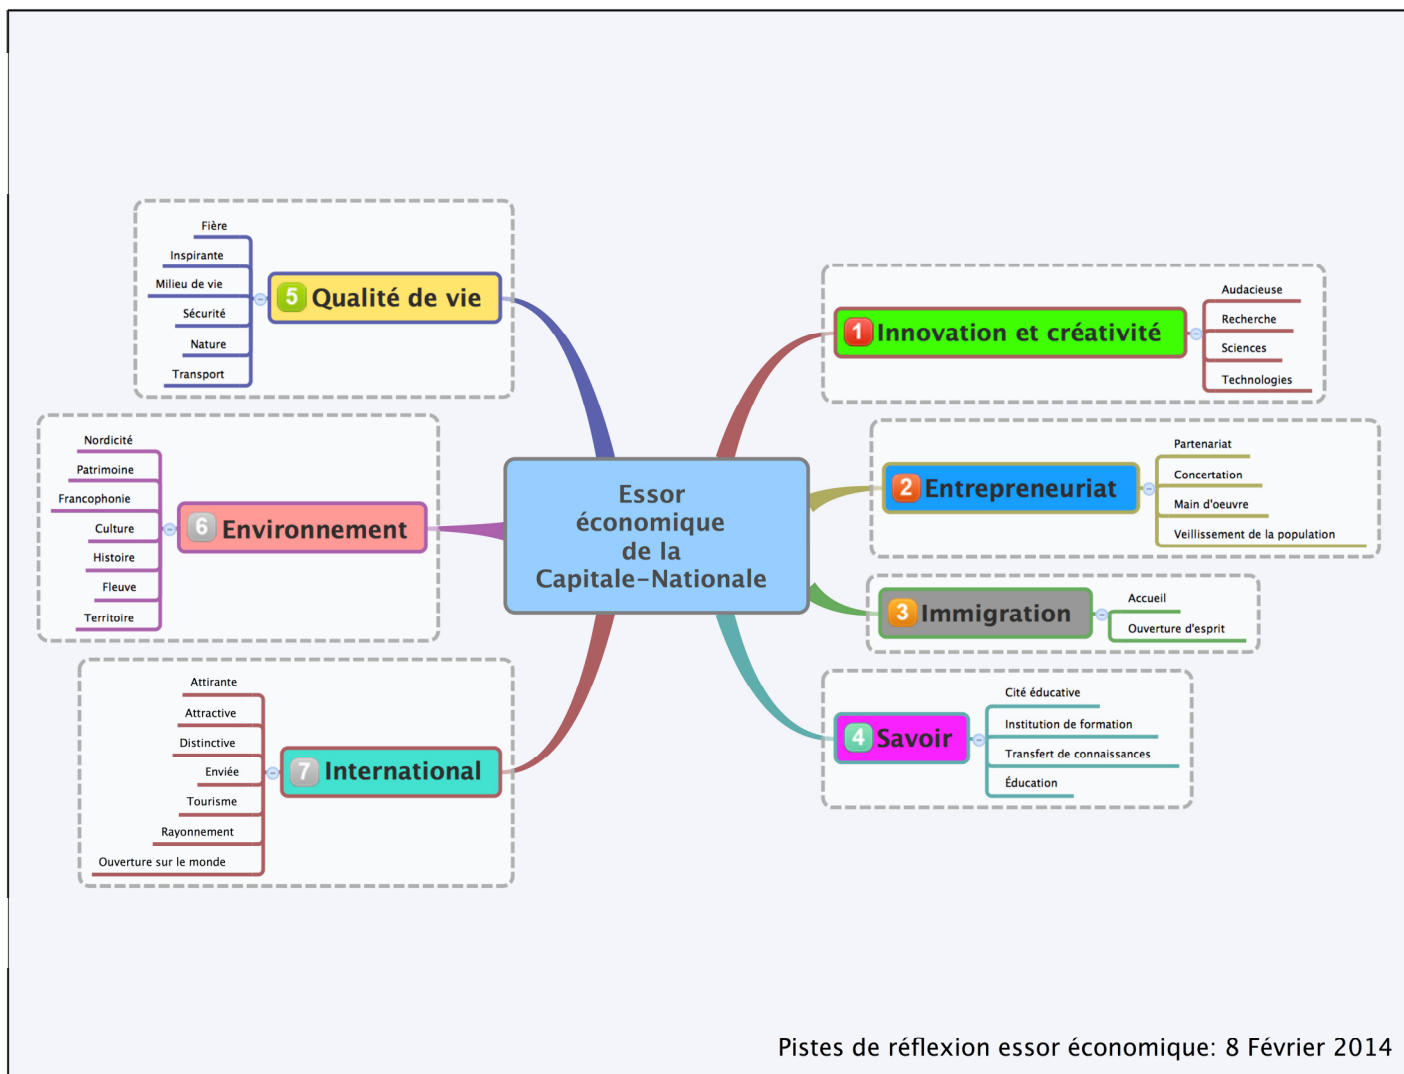 Essor
économique
de la
Capitale-Nationale
1 Innovation et créativité
Audacieuse
Recherche
Sciences
Technologies
2 Entrepreneuriat
Partenariat
Concertation
Main d'oeuvre
Veillissement de la population
3 Immigration
Accueil
Ouverture d'esprit
4 Savoir
Cité éducative
Institution de formation
Transfert de connaissances
Éducation
5 Qualité de vie
Fière
Inspirante
Milieu de vie
Sécurité
Nature
Transport
6 Environnement
Nordicité
Patrimoine
Francophonie
Culture
Histoire
Fleuve
Territoire
7 International
Attirante
Attractive
Distinctive
Enviée
Tourisme
Rayonnement
Ouverture sur le monde
Pistes de réflexion essor économique: 8 Février 2014